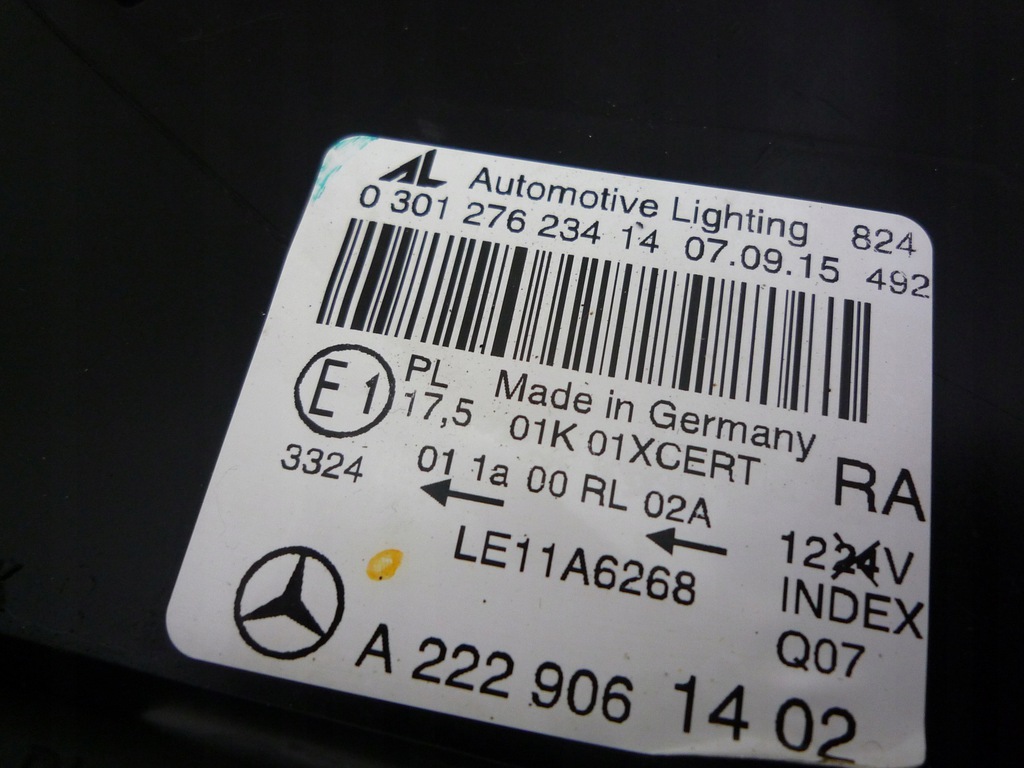 AL Automotive Lighting 824
0 301 276 234 14 07.09.15 492
E1 PL Made in Germany
17,5 01K 01XCERT RA
3324 01 1a 00 RL 02A
LE11A6268 1224V
INDEX
Q07
A 222 906 14 02